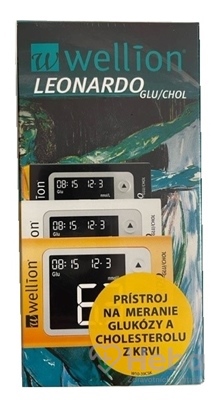 wellion
LEONARDO GLU/CHOL
08:15 12-3
Glu
08:15 12-3
Glu
08:15 12-3
Glu
wellion
PRÍSTROJ
NA MERANIE
GLUKÓZY A
CHOLESTEROLU
Z KRVI